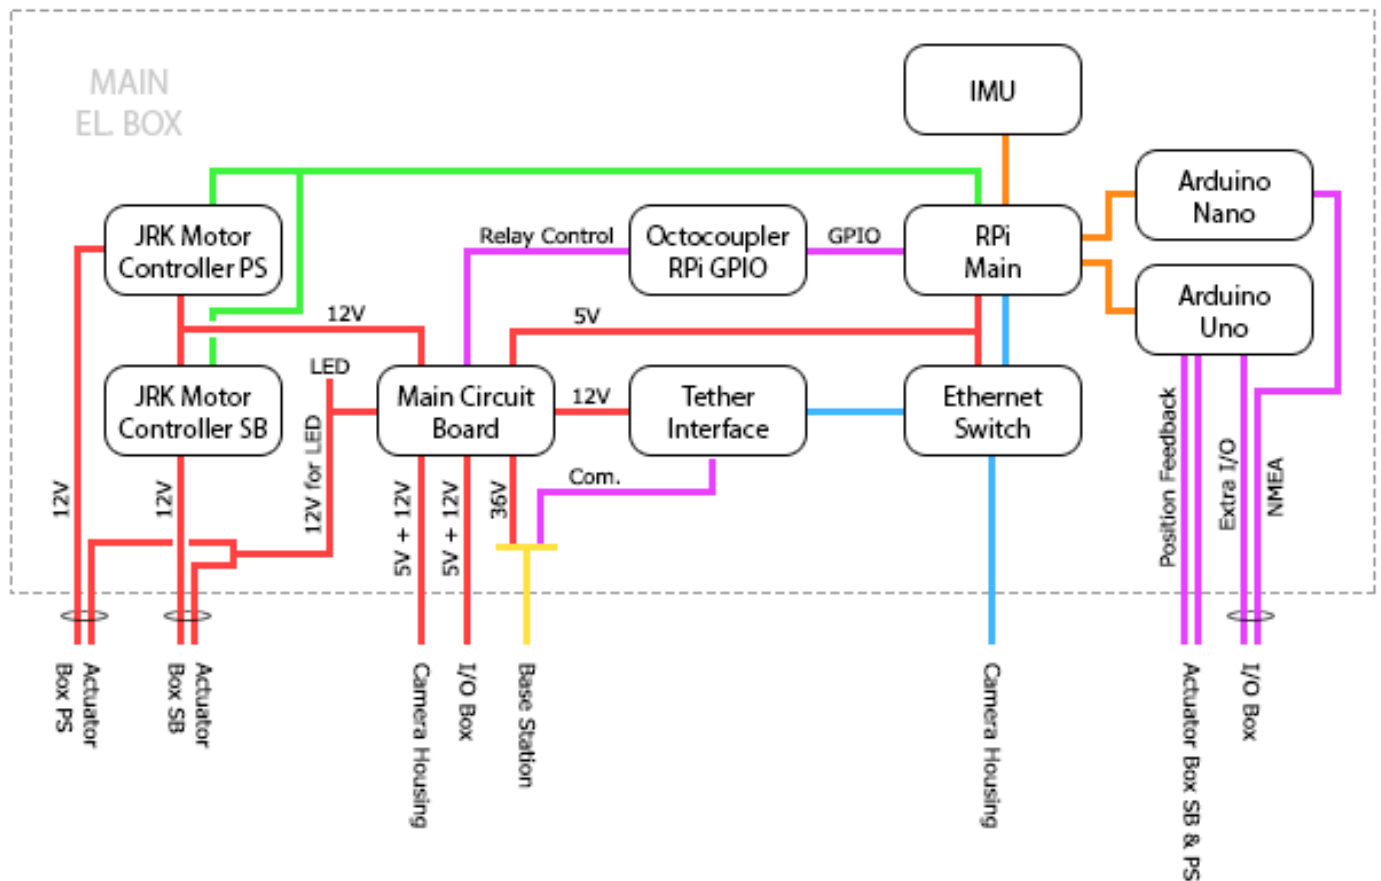 MAIN
EL. BOX
IMU
Arduino
Nano
JRK Motor
Controller PS
Relay Control
Octocoupler
RPi GPIO
GPIO
RPi
Main
Arduino
Uno
12V
5V
LED
JRK Motor
Controller SB
Main Circuit
Board
12V
Tether
Interface
Ethernet
Switch
12V
12V
12V for LED
5V + 12V
5V + 12V
36V
Com.
Position Feedback
Extra I/O
NMEA
Actuator
Box PS
Actuator
Box SB
Camera Housing
I/O Box
Base Station
Camera Housing
Actuator Box SB & PS
I/O Box